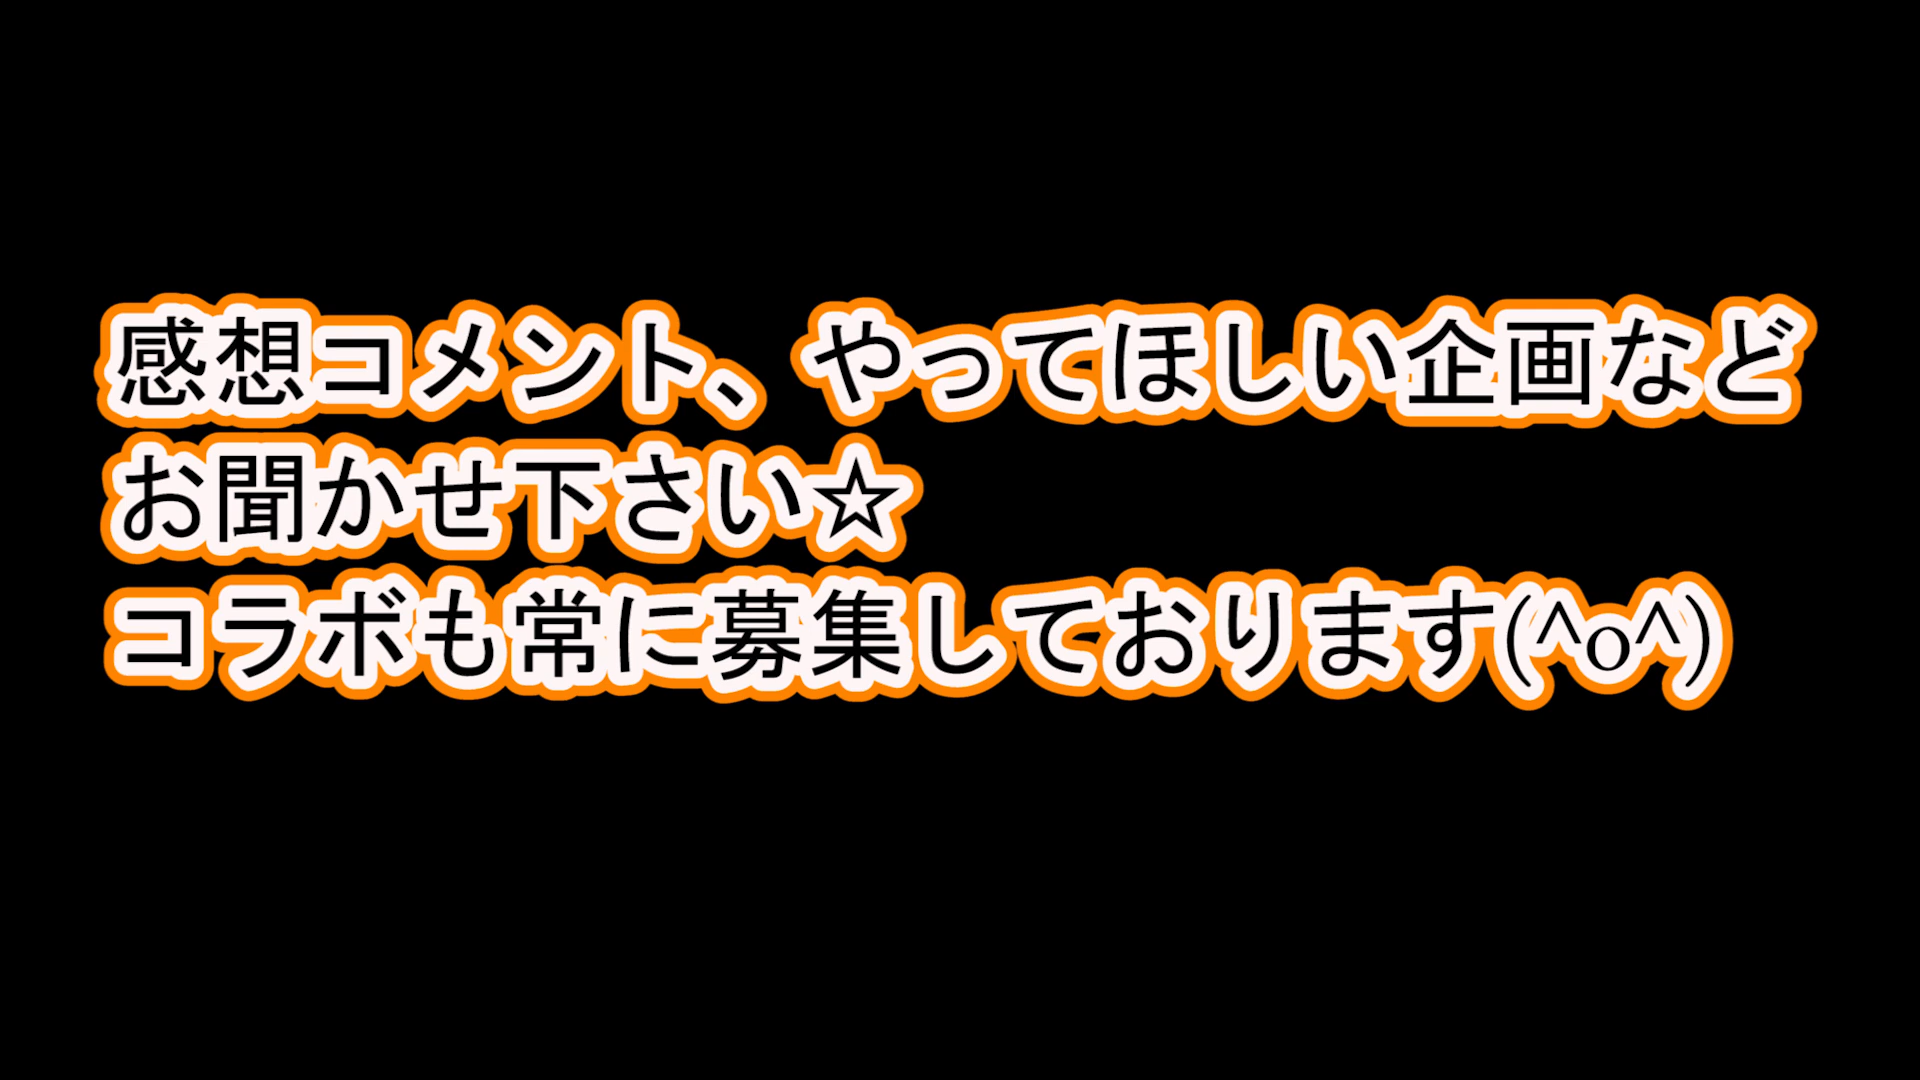 感想コメント、やってほしい企画など
お聞かせ下さい☆
コラボも常に募集しております(^o^)